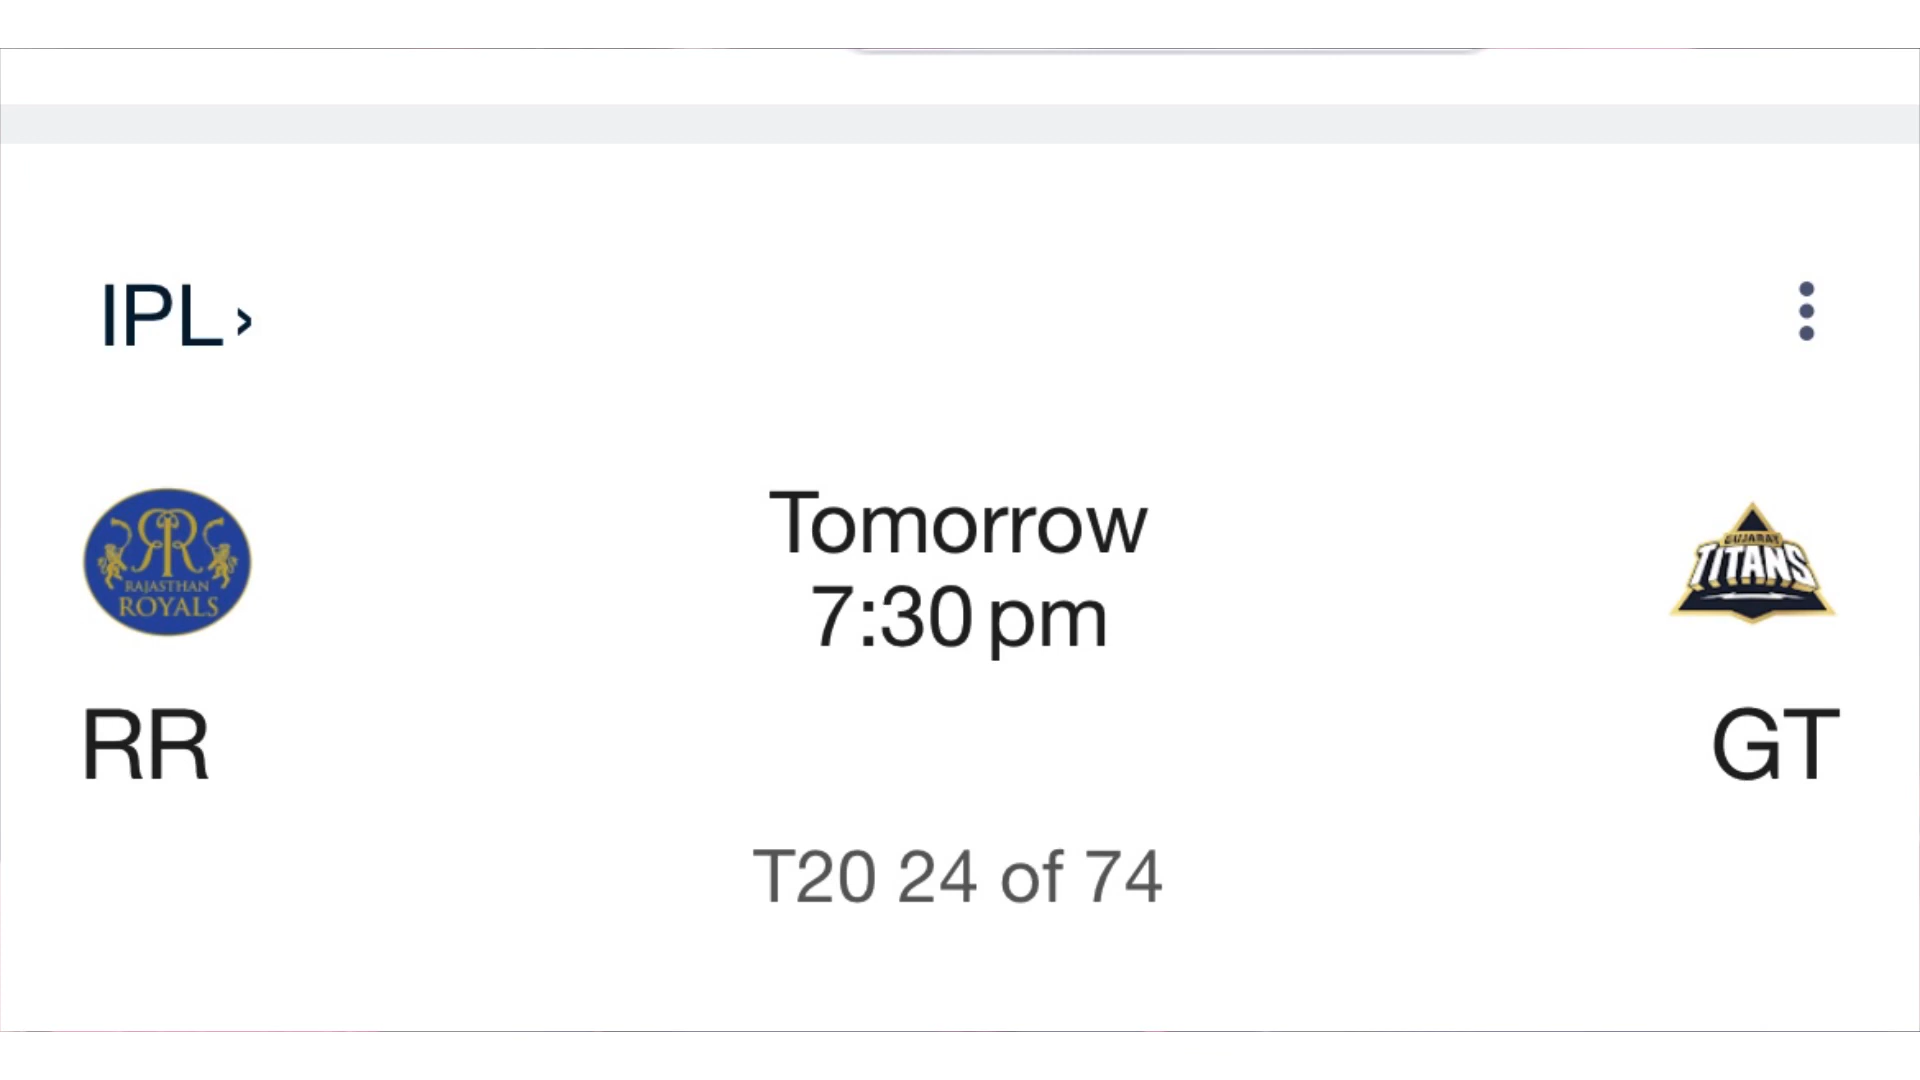 IPL ›
Tomorrow
7:30 pm
RAJASTHAN
ROYALS
GUJARAT
TITANS
RR
GT
T20 24 of 74